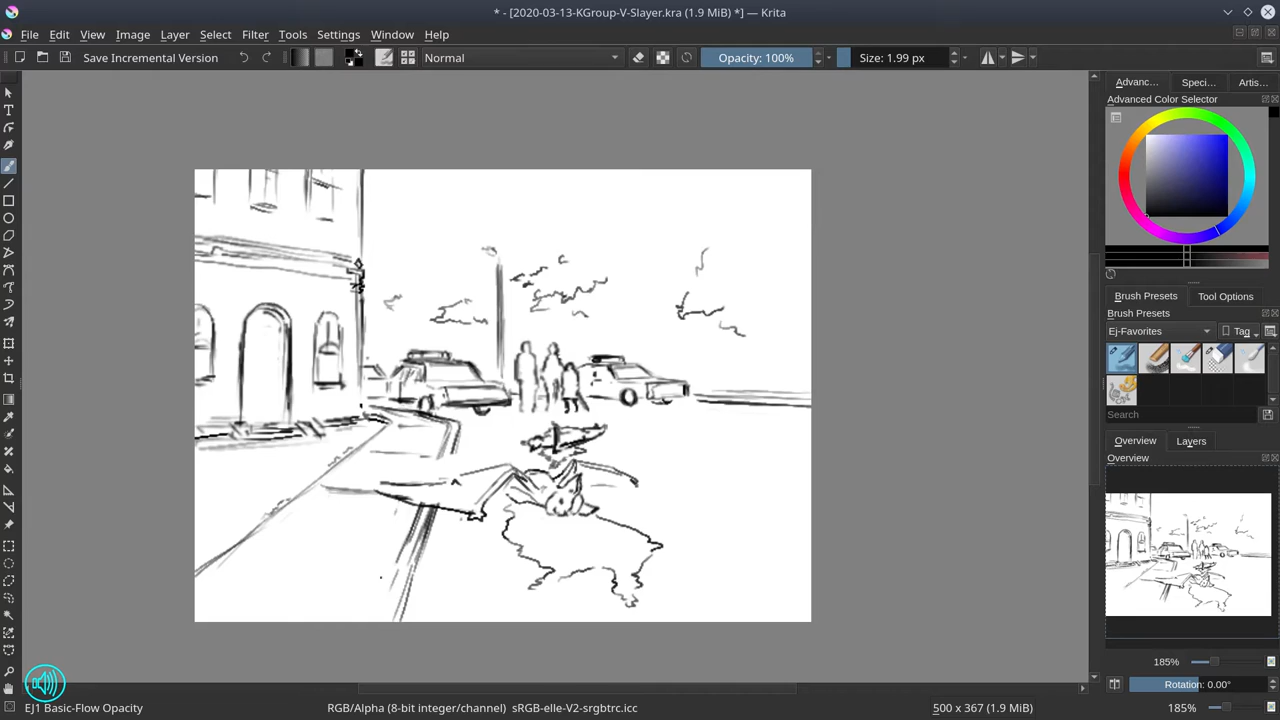 * - [2020-03-13-KGroup-V-Slayer.kra (1.9 MiB) *] — Krita
File Edit View Image Layer Select Filter Tools Settings Window Help
Save Incremental Version Normal Opacity: 100% Size: 1.99 px
Advanc... Speci... Artis...
Advanced Color Selector
Brush Presets Tool Options
Brush Presets
Ej-Favorites Tag
Search
Overview Layers
Overview
185%
Rotation: 0.00°
EJ1 Basic-Flow Opacity RGB/Alpha (8-bit integer/channel) sRGB-elle-V2-srgbtrc.icc 500 x 367 (1.9 MiB) 185%